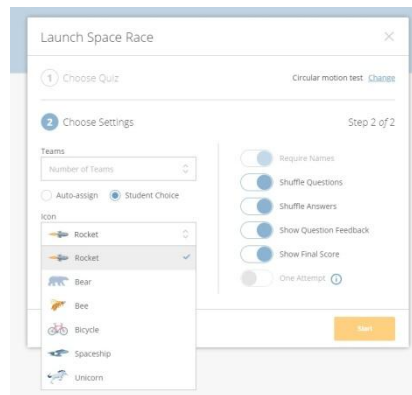 Launch Space Race
1 Choose Quiz
Circular motion test Change
2 Choose Settings
Step 2 of 2
Teams
Number of Teams
Auto-assign Student Choice
Icon
Rocket
Rocket
Bear
Bee
Bicycle
Spaceship
Unicorn
Require Names
Shuffle Questions
Shuffle Answers
Show Question Feedback
Show Final Score
One Attempt
Start